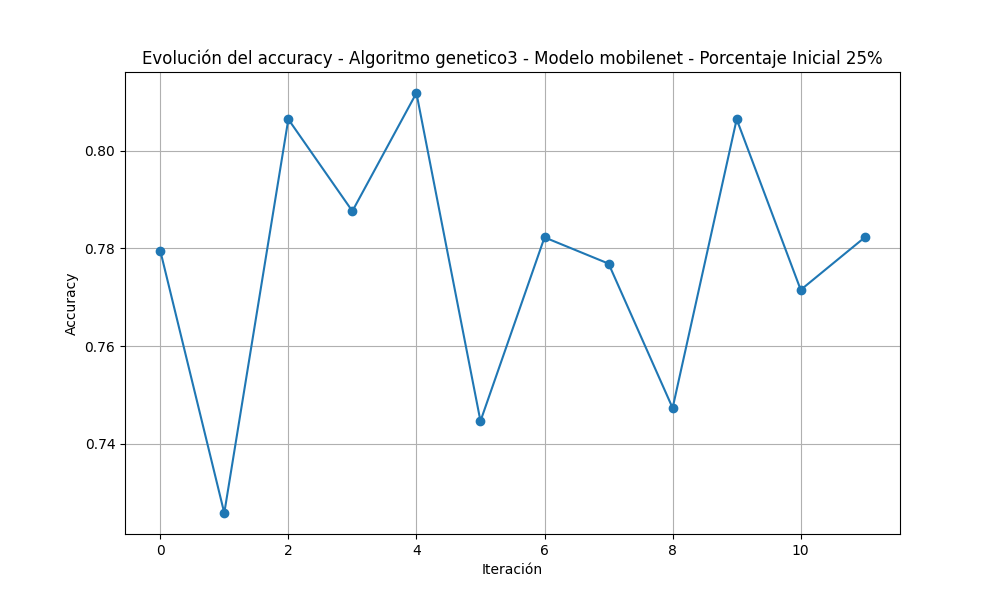 Evolución del accuracy - Algoritmo genetico3 - Modelo mobilenet - Porcentaje Inicial 25%
0.80
0.78
0.76
0.74
Accuracy
0 2 4 6 8 10
Iteración